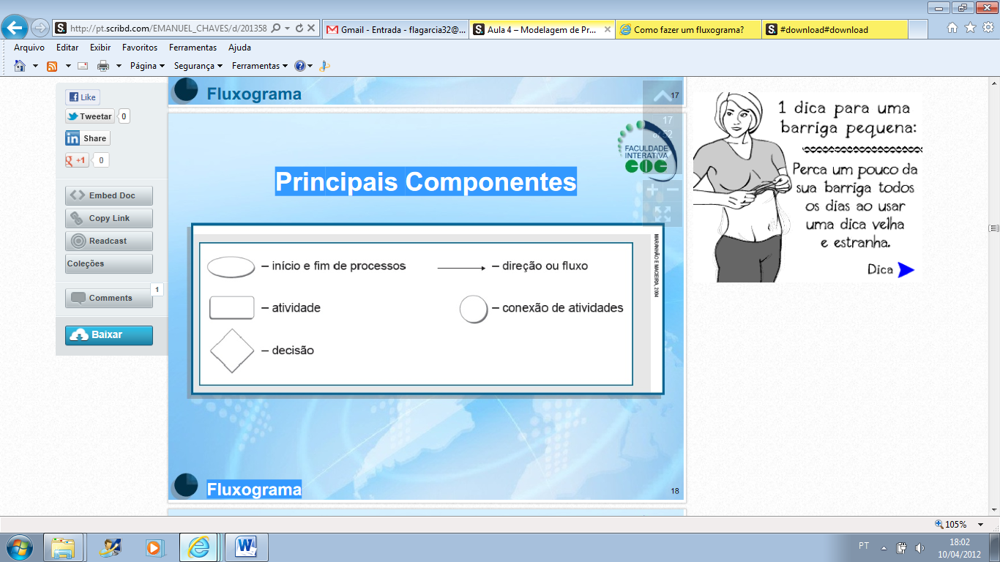 http://pt.scribd.com/EMANUEL_CHAVES/d/201358
Gmail - Entrada - flagarcia32@...
Aula 4 – Modelagem de Pr...
Como fazer um fluxograma?
#download#download
Arquivo Editar Exibir Favoritos Ferramentas Ajuda
Página Segurança Ferramentas
Like
Tweetar 0
Share
+1 0
Embed Doc
Copy Link
Readcast
Coleções
Comments 1
Baixar
Fluxograma
17
17
of 52
FACULDADE
INTERATIVA
COC
Principais Componentes
– início e fim de processos
– direção ou fluxo
– atividade
– conexão de atividades
– decisão
MARANHÃO E MACIEIRA, 2004
Fluxograma
18
1 dica para uma
barriga pequena:
Perca um pouco da
sua barriga todos
os dias ao usar
uma dica velha
e estranha.
Dica
105%
PT
18:02
10/04/2012